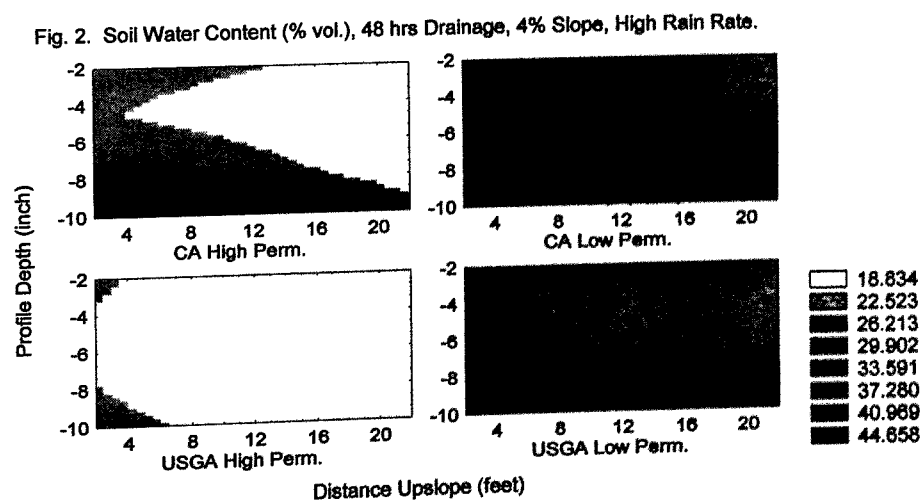 Fig. 2. Soil Water Content (% vol.), 48 hrs Drainage, 4% Slope, High Rain Rate.
Profile Depth (inch)
-2
-4
-6
-8
-10
4 8 12 16 20
CA High Perm.
-2
-4
-6
-8
-10
4 8 12 16 20
CA Low Perm.
-2
-4
-6
-8
-10
4 8 12 16 20
USGA High Perm.
-2
-4
-6
-8
-10
4 8 12 16 20
USGA Low Perm.
18.834
22.523
26.213
29.902
33.591
37.280
40.969
44.658
Distance Upslope (feet)